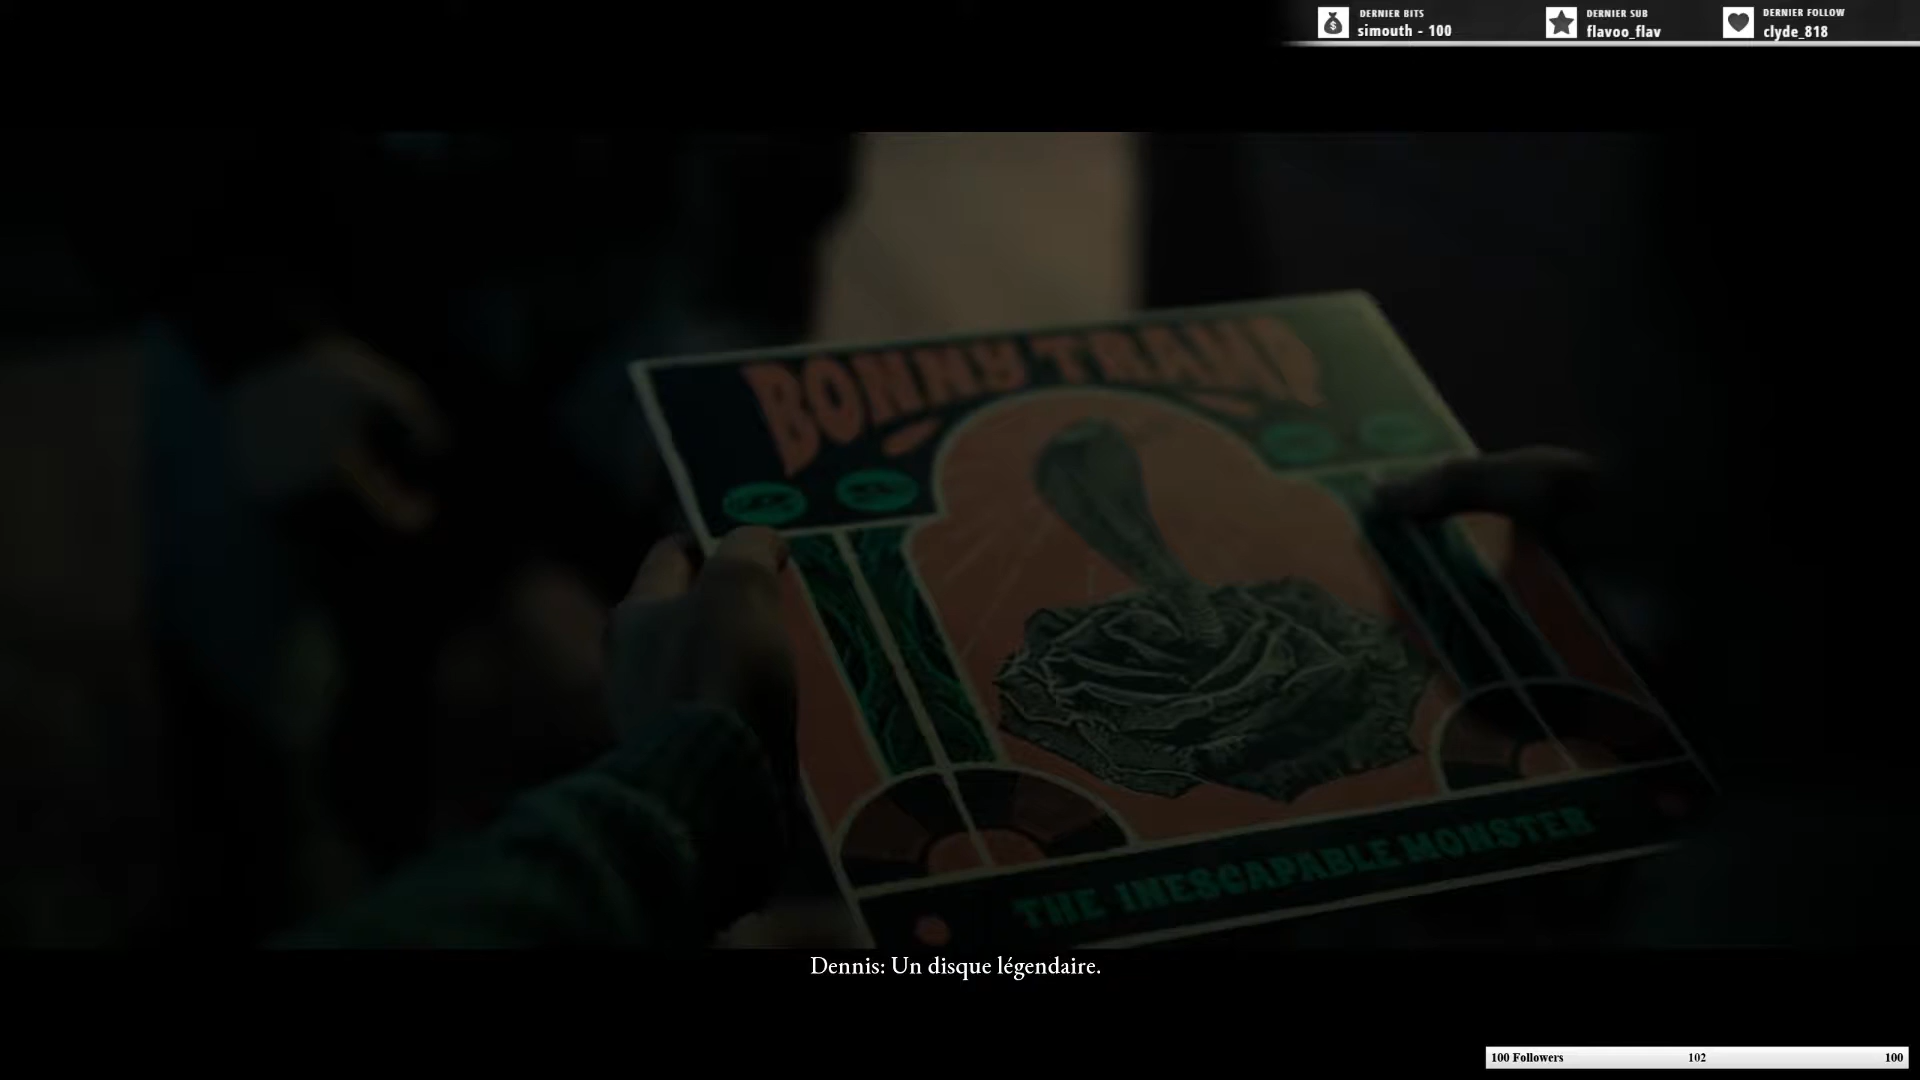 DERNIER BITS
simouth - 100
DERNIER SUB
flavoo_flav
DERNIER FOLLOW
clyde_818
BONNY TRAMP
THE INESCAPABLE MONSTER
Dennis: Un disque légendaire.
100 Followers 102 100